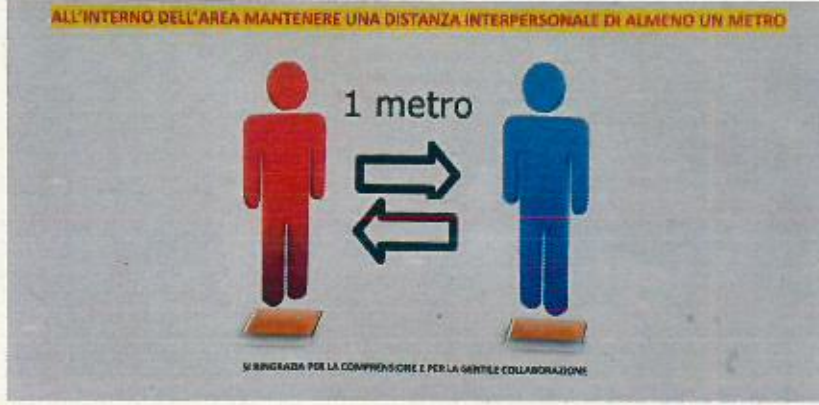 ALL'INTERNO DELL'AREA MANTENERE UNA DISTANZA INTERPERSONALE DI ALMENO UN METRO
1 metro
SI RINGRAZIA PER LA COMPRENSIONE E PER LA GENTILE COLLABORAZIONE